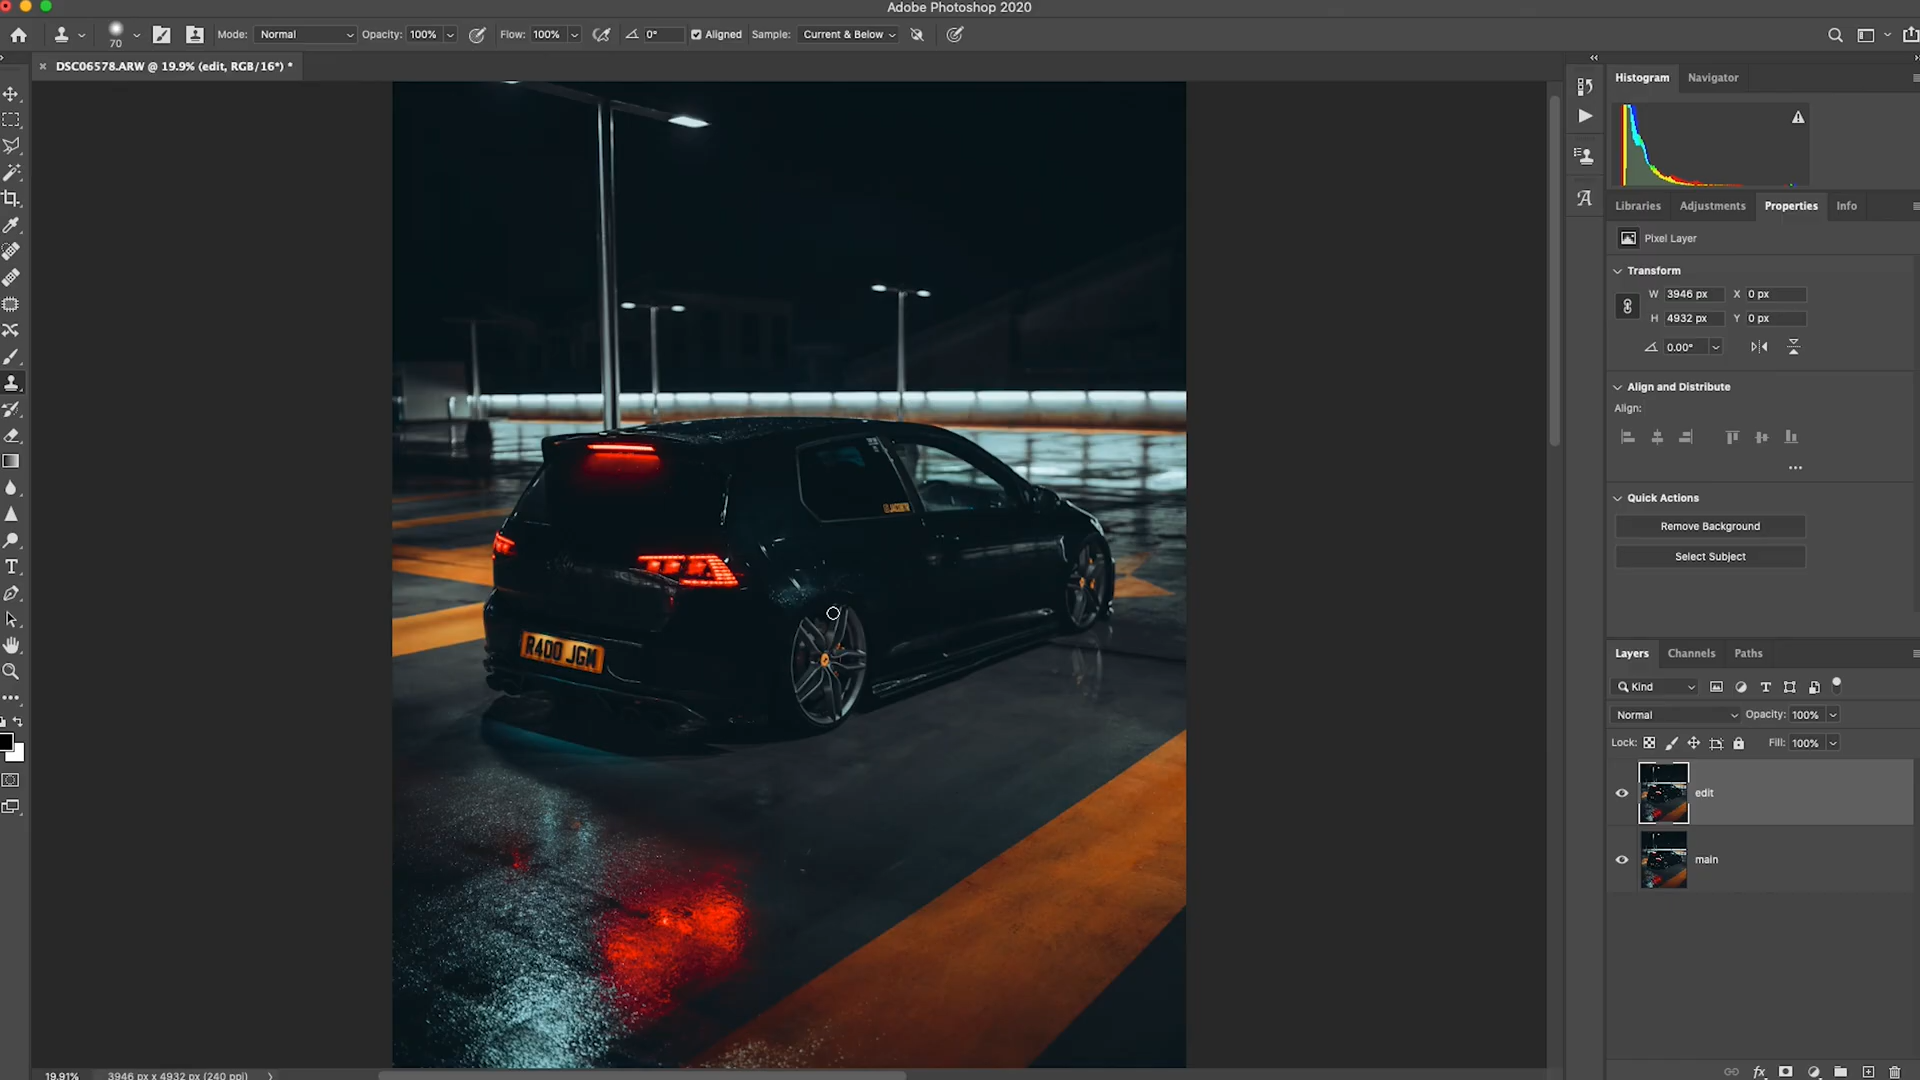 Adobe Photoshop 2020
70
Mode: Normal Opacity: 100% Flow: 100% 0° Aligned Sample: Current & Below
× DSC06578.ARW @ 19.9% (edit, RGB/16*) *
Histogram Navigator
Libraries Adjustments Properties Info
Pixel Layer
Transform
W 3946 px X 0 px
H 4932 px Y 0 px
0.00°
Align and Distribute
Align:
Quick Actions
Remove Background
Select Subject
R400 JGM
Layers Channels Paths
Kind
Normal Opacity: 100%
Lock: Fill: 100%
edit
main
19.91% 3946 px x 4932 px (240 ppi)